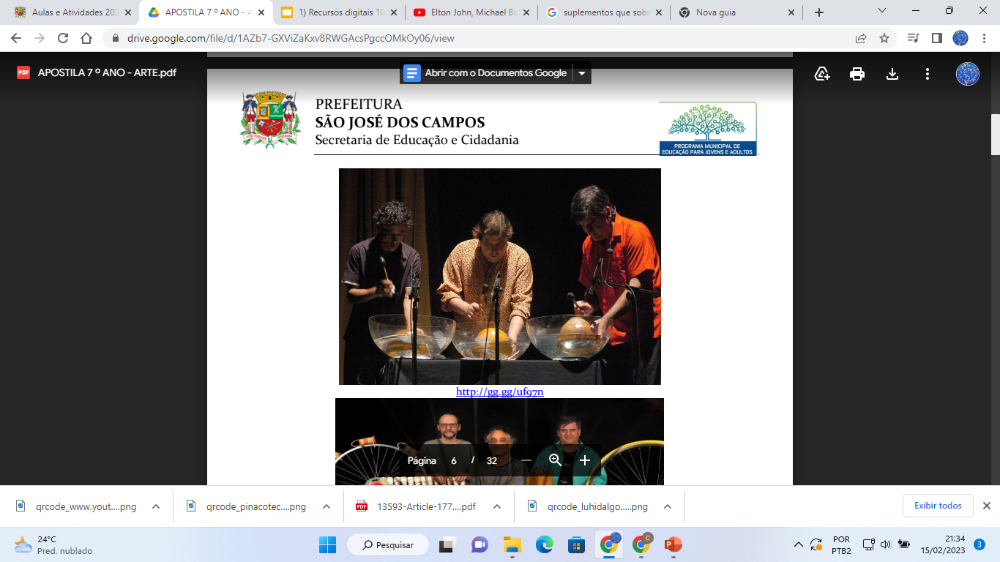 Aulas e Atividades 202
APOSTILA 7 º ANO - A
1) Recursos digitais 10
Elton John, Michael Bo
suplementos que sobr
Nova guia
drive.google.com/file/d/1AZb7-GXViZaKxv8RWGAcsPgccOMkOy06/view
PDF
APOSTILA 7 º ANO - ARTE.pdf
Abrir com o Documentos Google
PREFEITURA
SÃO JOSÉ DOS CAMPOS
Secretaria de Educação e Cidadania
PROGRAMA MUNICIPAL DE
EDUCAÇÃO PARA JOVENS E ADULTOS
http://gg.gg/uf97n
Página 6 / 32
qrcode_www.yout....png
qrcode_pinacotec....png
13593-Article-177....pdf
qrcode_luhidalgo.....png
Exibir todos
24°C
Pred. nublado
Pesquisar
POR
PTB2
21:34
15/02/2023
3